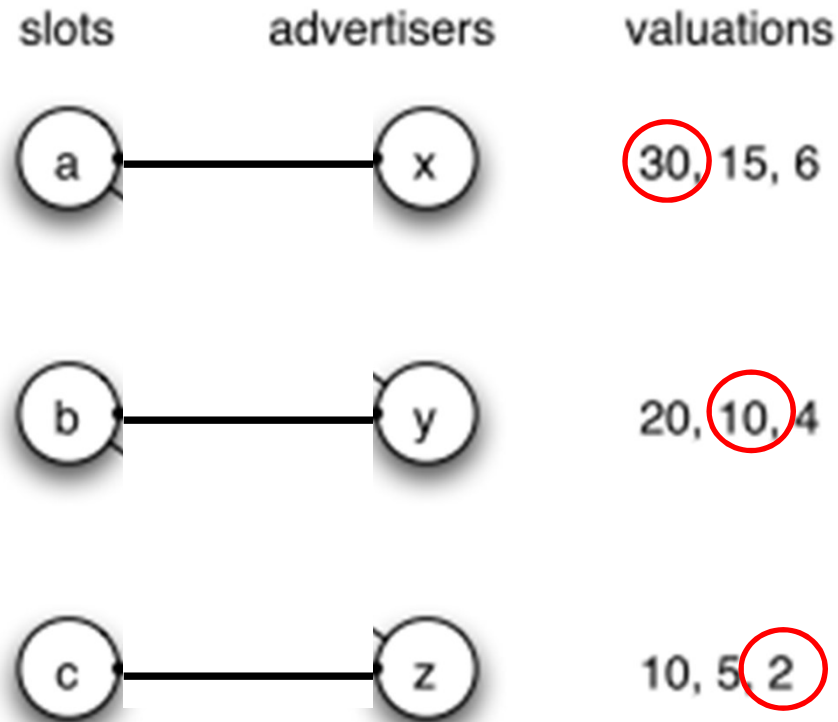 slots advertisers valuations
a x 30, 15, 6
b y 20, 10, 4
c z 10, 5, 2